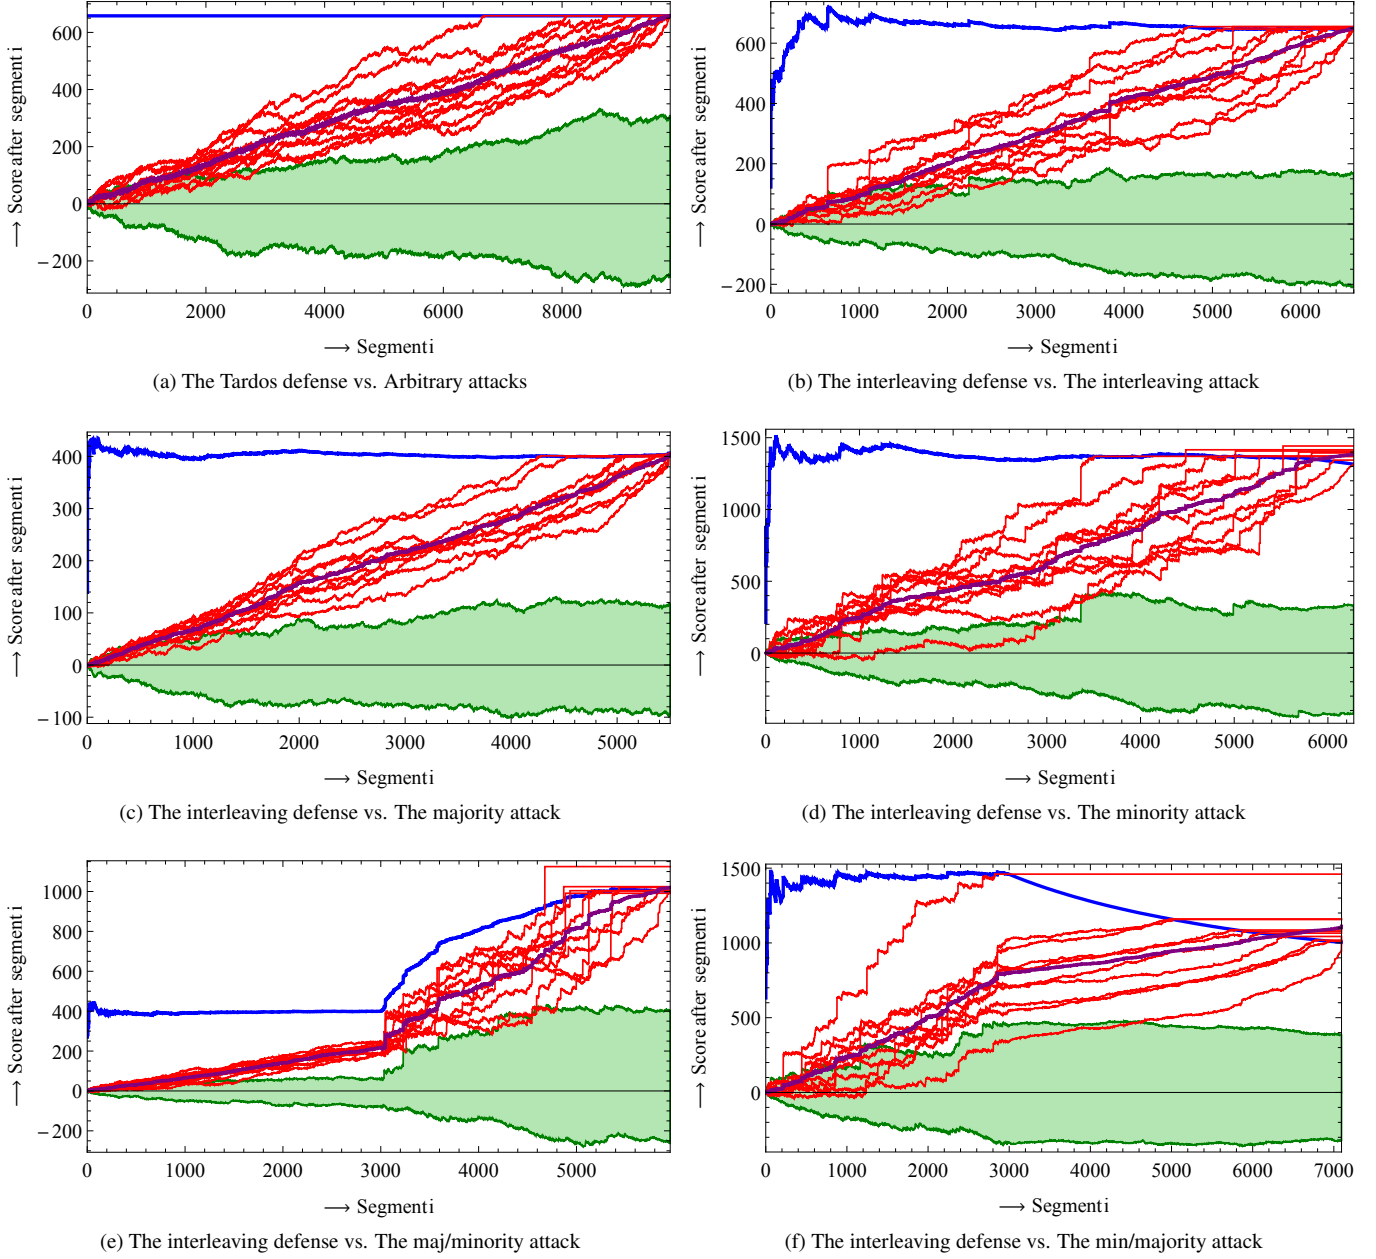 600
400
200
0
−200
0 2000 4000 6000 8000
⟶ Score after segment i
⟶ Segment i
(a) The Tardos defense vs. Arbitrary attacks
600
400
200
0
−200
0 1000 2000 3000 4000 5000 6000
⟶ Score after segment i
⟶ Segment i
(b) The interleaving defense vs. The interleaving attack
400
300
200
100
0
−100
0 1000 2000 3000 4000 5000
⟶ Score after segment i
⟶ Segment i
(c) The interleaving defense vs. The majority attack
1500
1000
500
0
0 1000 2000 3000 4000 5000 6000
⟶ Score after segment i
⟶ Segment i
(d) The interleaving defense vs. The minority attack
1000
800
600
400
200
0
−200
0 1000 2000 3000 4000 5000
⟶ Score after segment i
⟶ Segment i
(e) The interleaving defense vs. The maj/minority attack
1500
1000
500
0
0 1000 2000 3000 4000 5000 6000 7000
⟶ Score after segment i
⟶ Segment i
(f) The interleaving defense vs. The min/majority attack